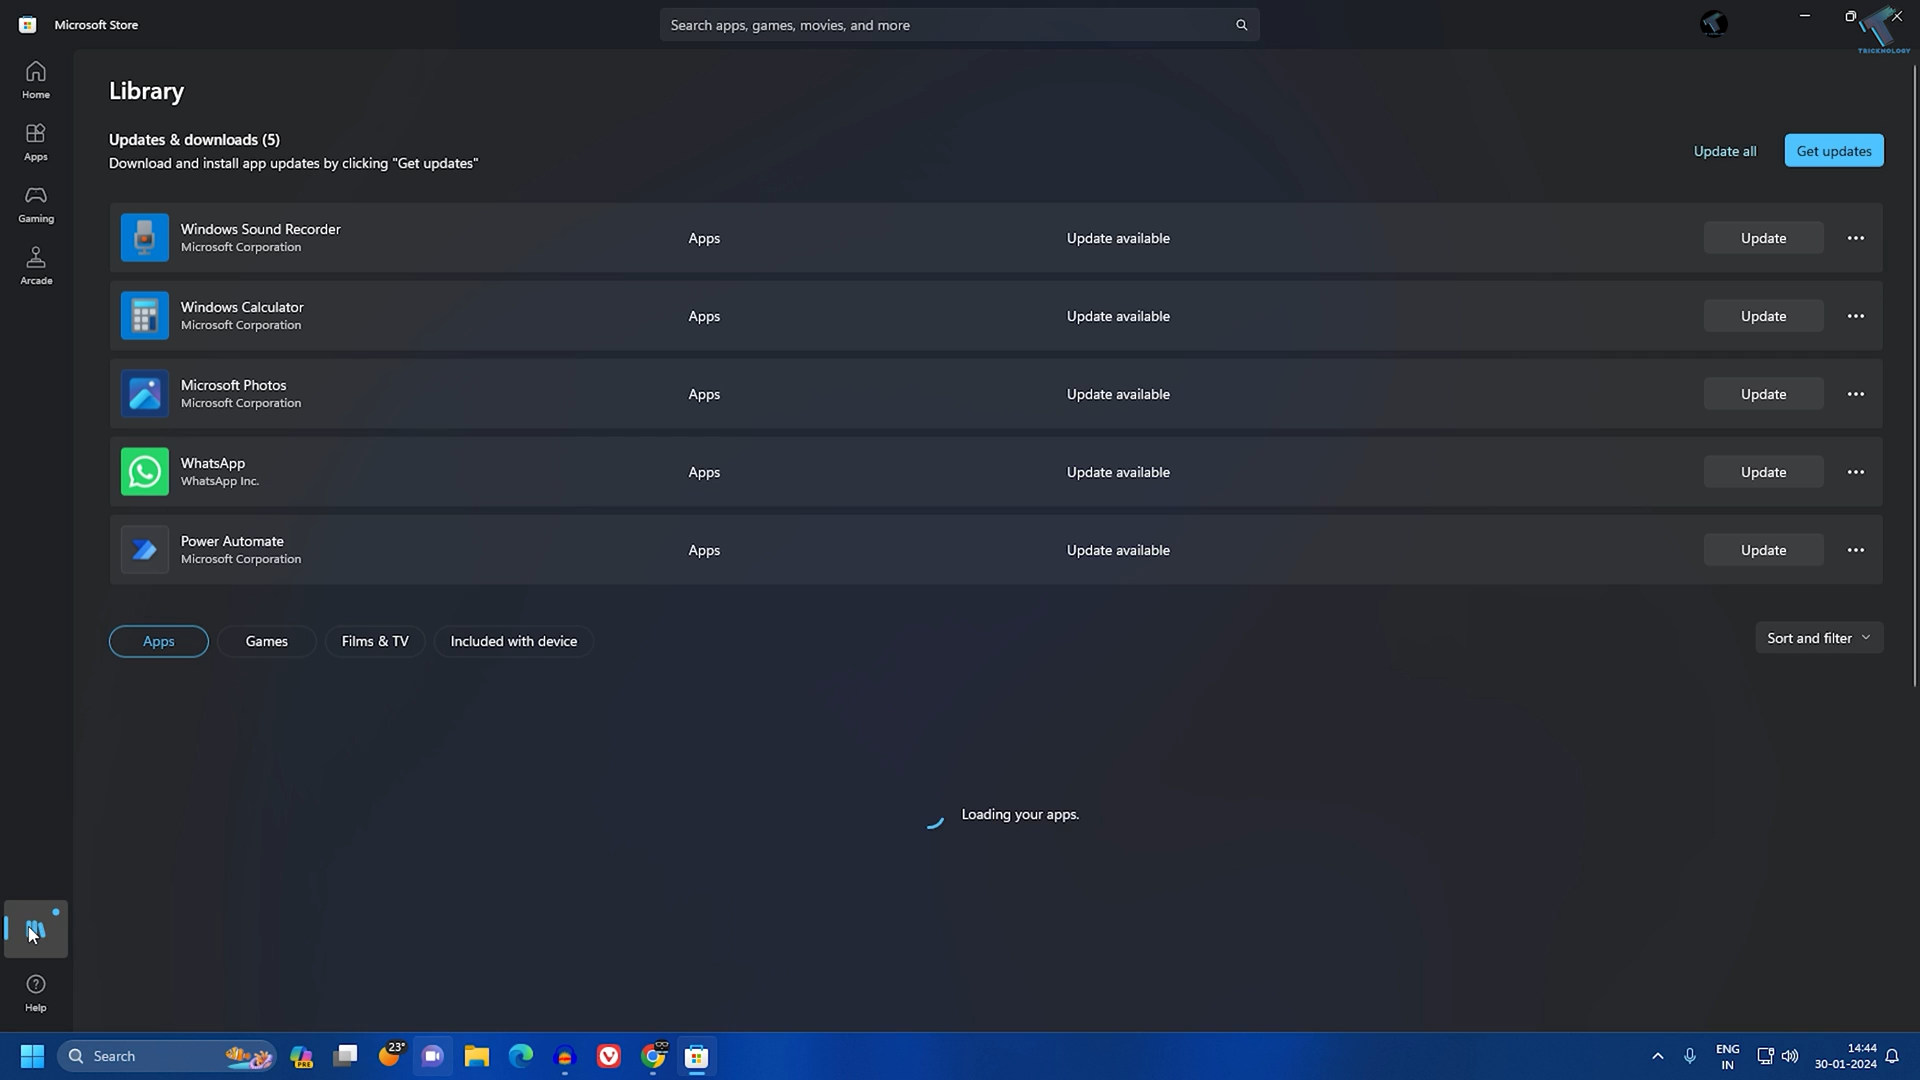 Microsoft Store
Search apps, games, movies, and more
TRICKNOLOGY
Home
Apps
Gaming
Arcade
Library
Updates & downloads (5)
Download and install app updates by clicking "Get updates"
Update all
Get updates
Windows Sound Recorder
Microsoft Corporation
Apps
Update available
Update
Windows Calculator
Microsoft Corporation
Apps
Update available
Update
Microsoft Photos
Microsoft Corporation
Apps
Update available
Update
WhatsApp
WhatsApp Inc.
Apps
Update available
Update
Power Automate
Microsoft Corporation
Apps
Update available
Update
Apps
Games
Films & TV
Included with device
Sort and filter
Loading your apps.
Help
Search
PRE
23°
ENG
IN
14:44
30-01-2024